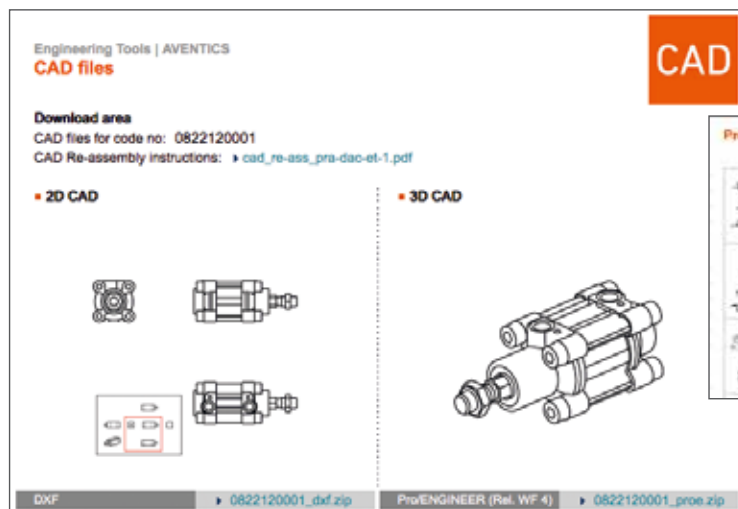 Engineering Tools | AVENTICS
CAD files
CAD
Download area
CAD files for code no: 0822120001
CAD Re-assembly instructions: cad_re-ass_pra-dac-et-1.pdf
2D CAD
3D CAD
DXF
0822120001_dxf.zip
Pro/ENGINEER (Rel. WF 4)
0822120001_proe.zip